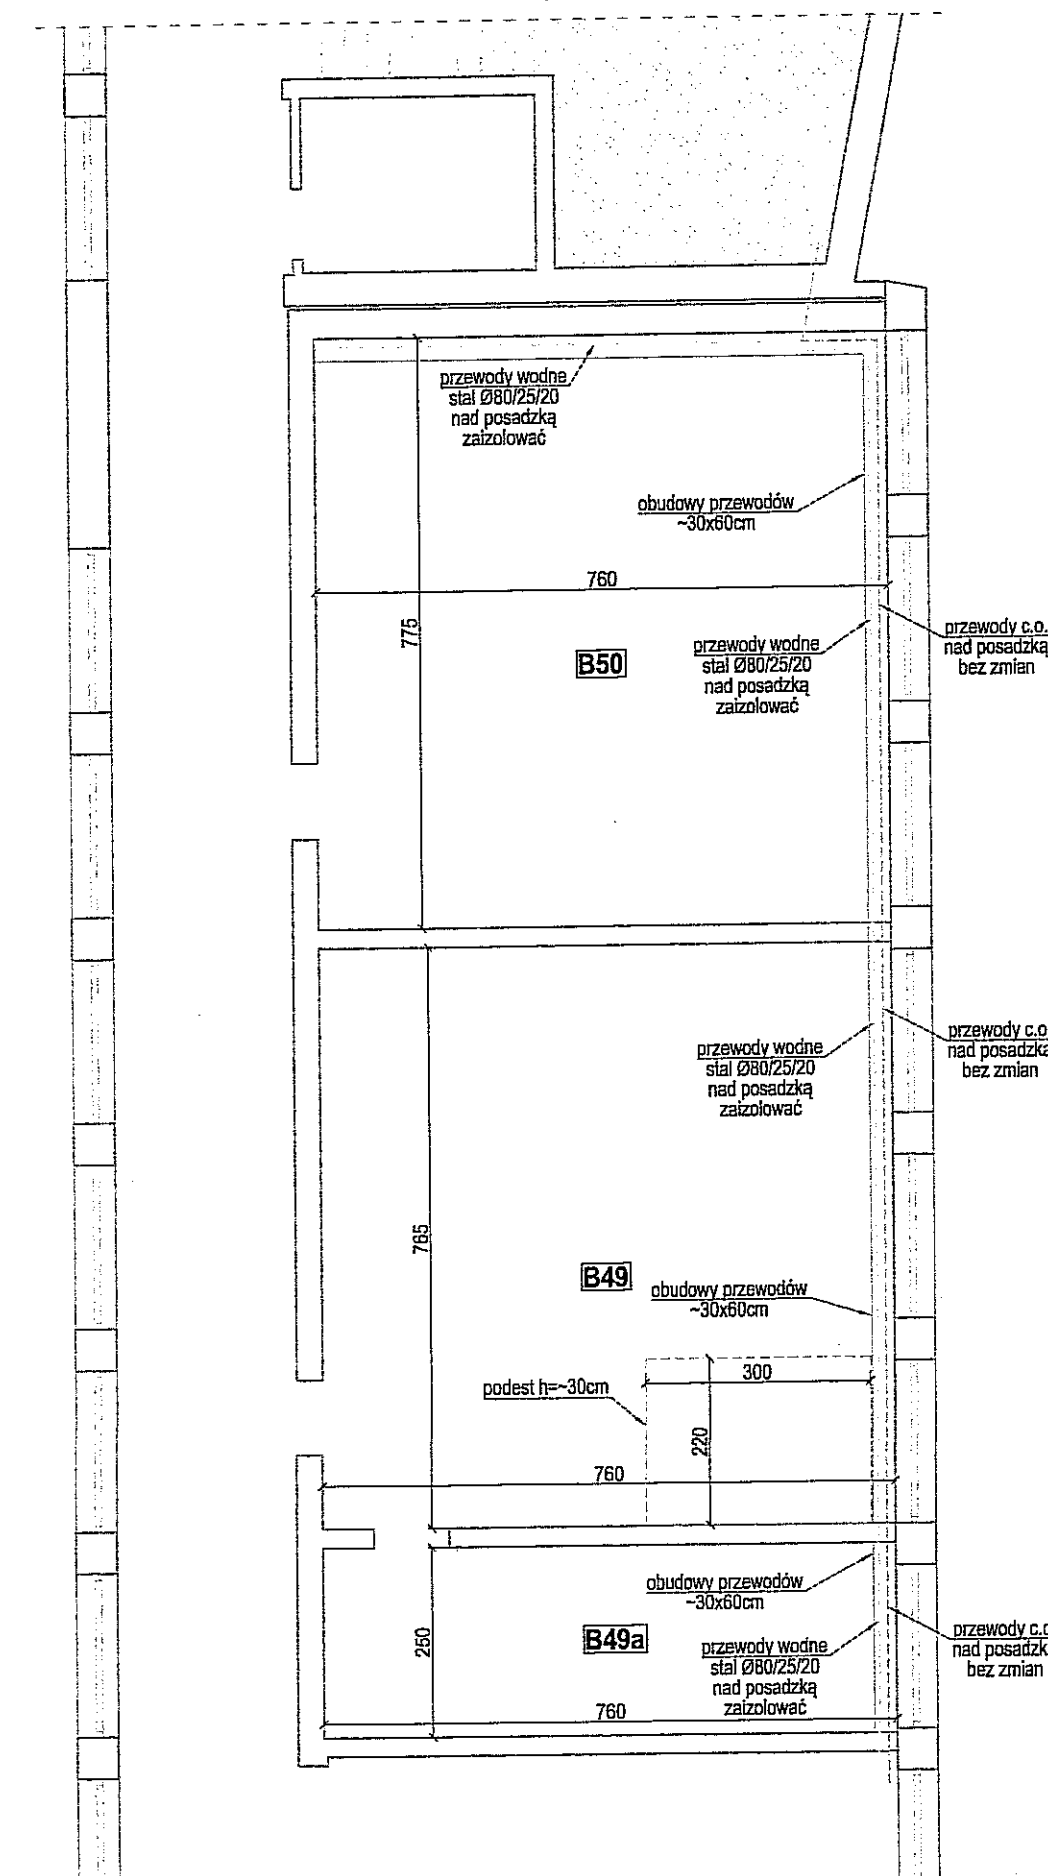 przewody wodne
stal Ø80/25/20
nad posadzką
zaizolować
obudowy przewodów
~30x60cm
760
775
B50
przewody wodne
stal Ø80/25/20
nad posadzką
zaizolować
przewody c.o.
nad posadzką
bez zmian
przewody wodne
stal Ø80/25/20
nad posadzką
zaizolować
przewody c.o
nad posadzką
bez zmian
765
B49
obudowy przewodów
~30x60cm
podest h=~30cm
300
220
760
obudowy przewodów
~30x60cm
B49a
250
przewody wodne
stal Ø80/25/20
nad posadzką
zaizolować
przewody c.o
nad posadzk
bez zmian
760